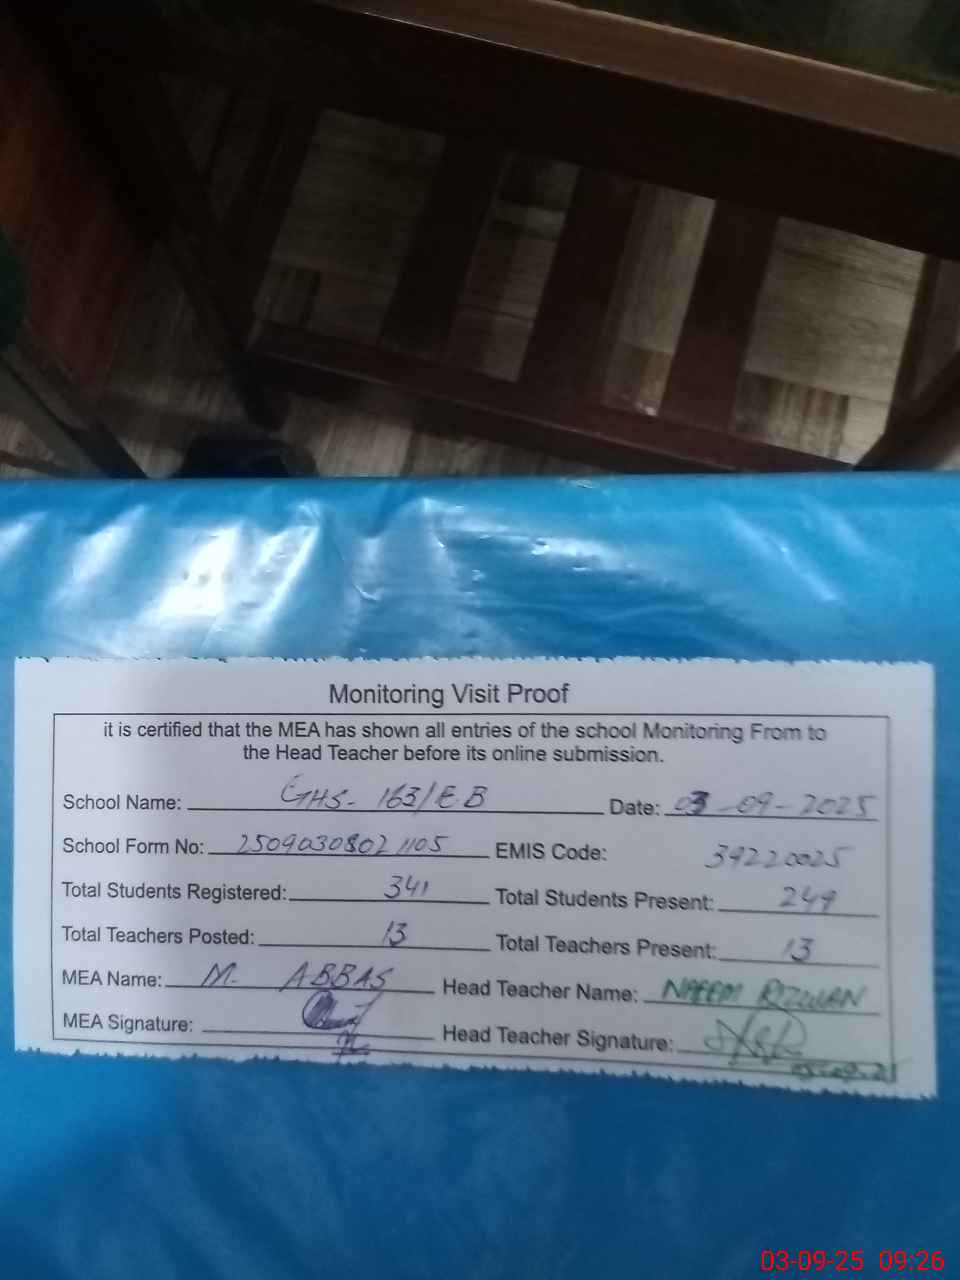 Monitoring Visit Proof
it is certified that the MEA has shown all entries of the school Monitoring From to
the Head Teacher before its online submission.
School Name: GHS- 163/E.B Date: 03-09-2025
School Form No: 2509030802 1105 EMIS Code: 39220025
Total Students Registered: 341 Total Students Present: 249
Total Teachers Posted: 13 Total Teachers Present: 13
MEA Name: M. ABBAS Head Teacher Name: NAEEM RIZWAN
MEA Signature: Head Teacher Signature:
03-09-25 09:26